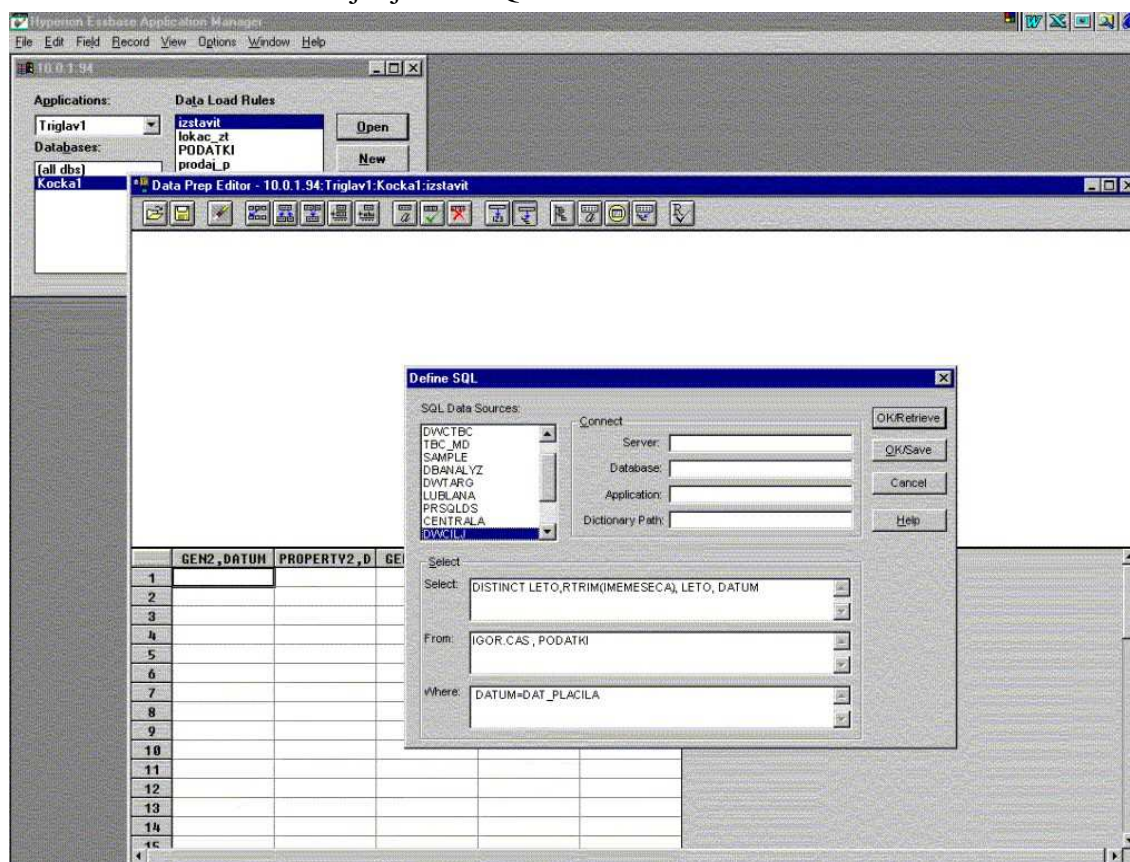 Hyperion Essbase Application Manager
File Edit Field Record View Options Window Help
10.0.1.94
Applications:
Triglav1
Databases:
(all dbs)
Kocka1
Data Load Rules
izstavit
lokac_zt
PODATKI
prodaj_p
Open
New
Data Prep Editor - 10.0.1.94:Triglav1:Kocka1:izstavit
Define SQL
SQL Data Sources:
DWCTBC
TBC_MD
SAMPLE
DBANALYZ
DWTARG
LUBLANA
PRSQLDS
CENTRALA
DWCILJ
Connect
Server:
Database:
Application:
Dictionary Path:
OK/Retrieve
OK/Save
Cancel
Help
Select
Select: DISTINCT LETO,RTRIM(IMEMESECA), LETO, DATUM
From: IGOR.CAS , PODATKI
Where: DATUM=DAT_PLACILA
GEN2,DATUM PROPERTY2,D GE
1
2
3
4
5
6
7
8
9
10
11
12
13
14
15